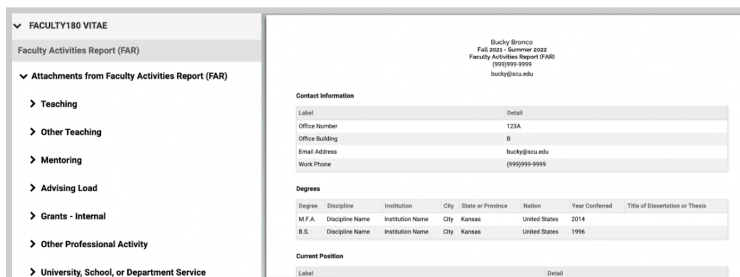 FACULTY180 VITAE
Faculty Activities Report (FAR)
Attachments from Faculty Activities Report (FAR)
Teaching
Other Teaching
Mentoring
Advising Load
Grants - Internal
Other Professional Activity
University, School, or Department Service
Bucky Bronco
Fall 2021 - Summer 2022
Faculty Activities Report (FAR)
(999)999-9999
bucky@scu.edu
Contact Information
Label Detail
Office Number 123A
Office Building B
Email Address bucky@scu.edu
Work Phone (999)999-9999
Degrees
Degree Discipline Institution City State or Province Nation Year Conferred Title of Dissertation or Thesis
M.F.A. Discipline Name Institution Name City Kansas United States 2014
B.S. Discipline Name Institution Name City Kansas United States 1996
Current Position
Label Detail